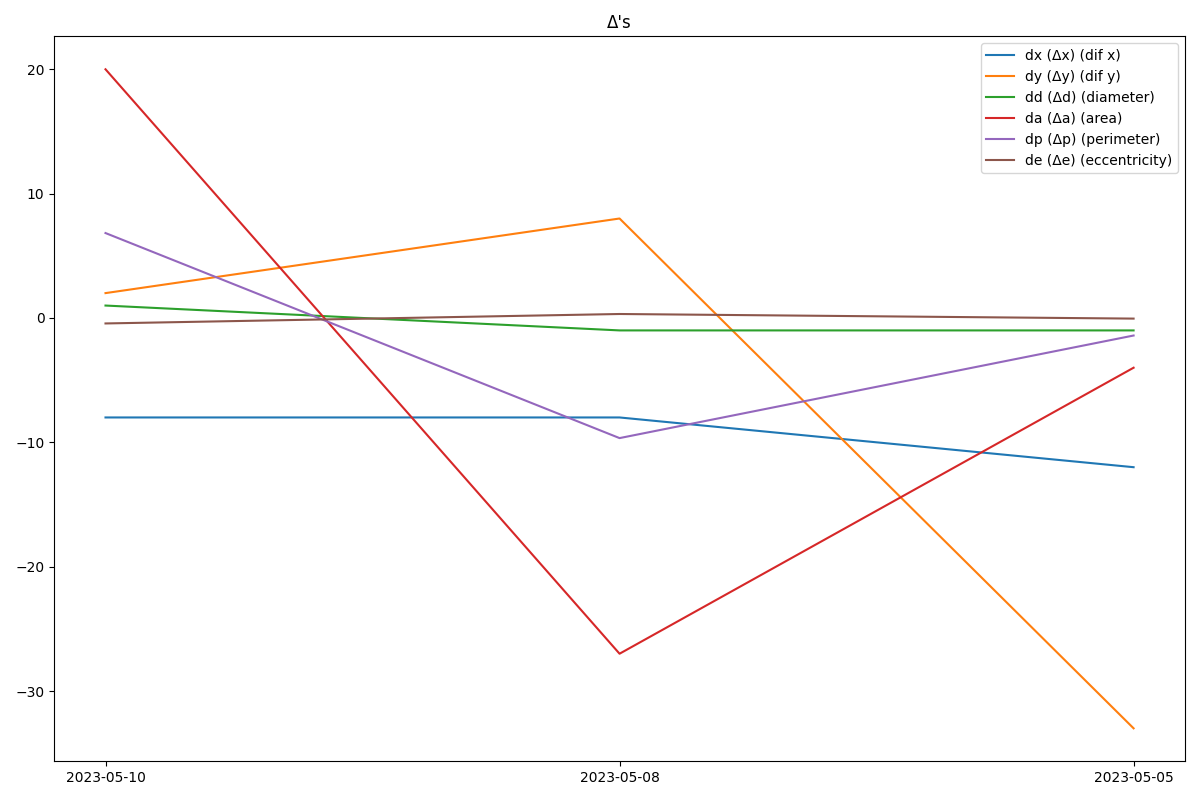 Δ's
dx (Δx) (dif x)
dy (Δy) (dif y)
dd (Δd) (diameter)
da (Δa) (area)
dp (Δp) (perimeter)
de (Δe) (eccentricity)
20
10
0
−10
−20
−30
2023-05-10
2023-05-08
2023-05-05